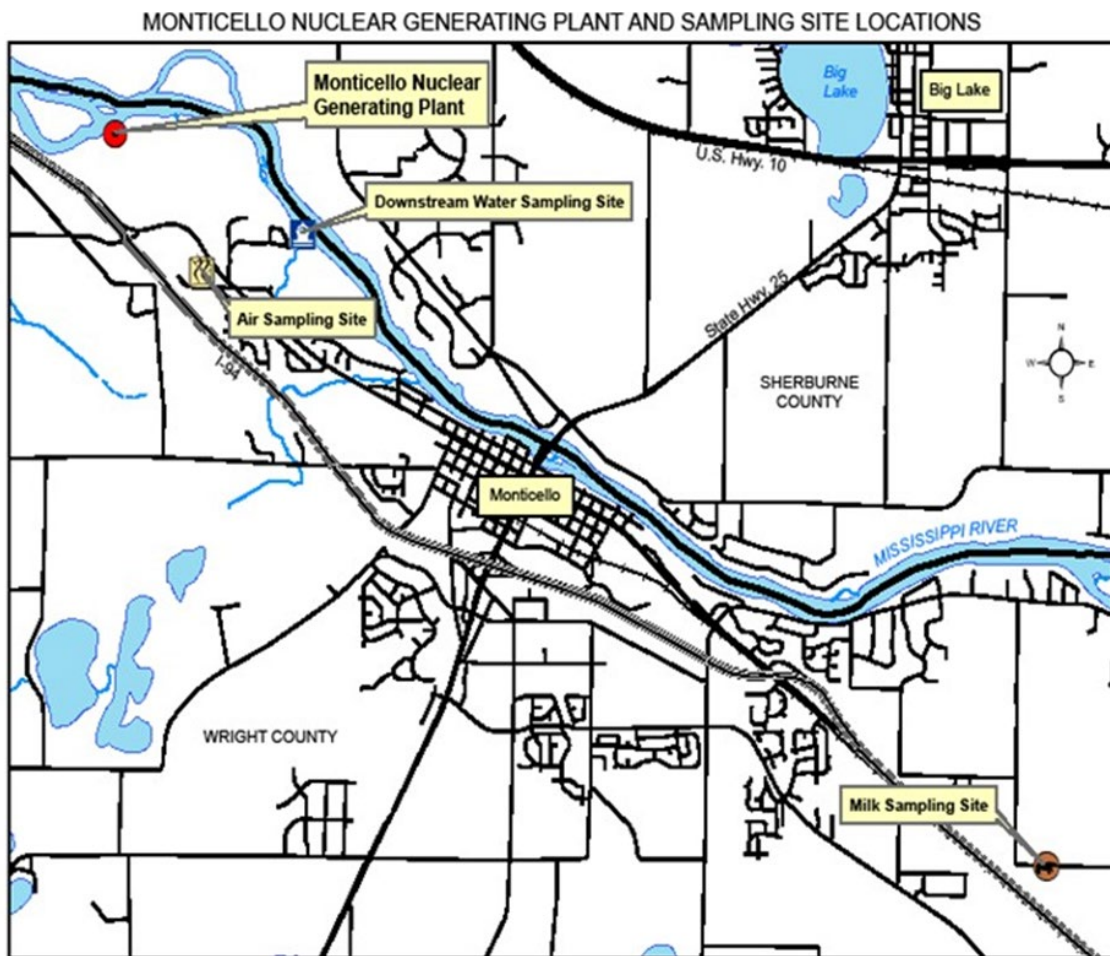 MONTICELLO NUCLEAR GENERATING PLANT AND SAMPLING SITE LOCATIONS
Monticello Nuclear
Generating Plant
Big
Lake
Big Lake
U.S. Hwy. 10
Downstream Water Sampling Site
Air Sampling Site
State Hwy. 25
I-94
N
W
E
S
SHERBURNE
COUNTY
Monticello
MISSISSIPPI RIVER
WRIGHT COUNTY
Milk Sampling Site